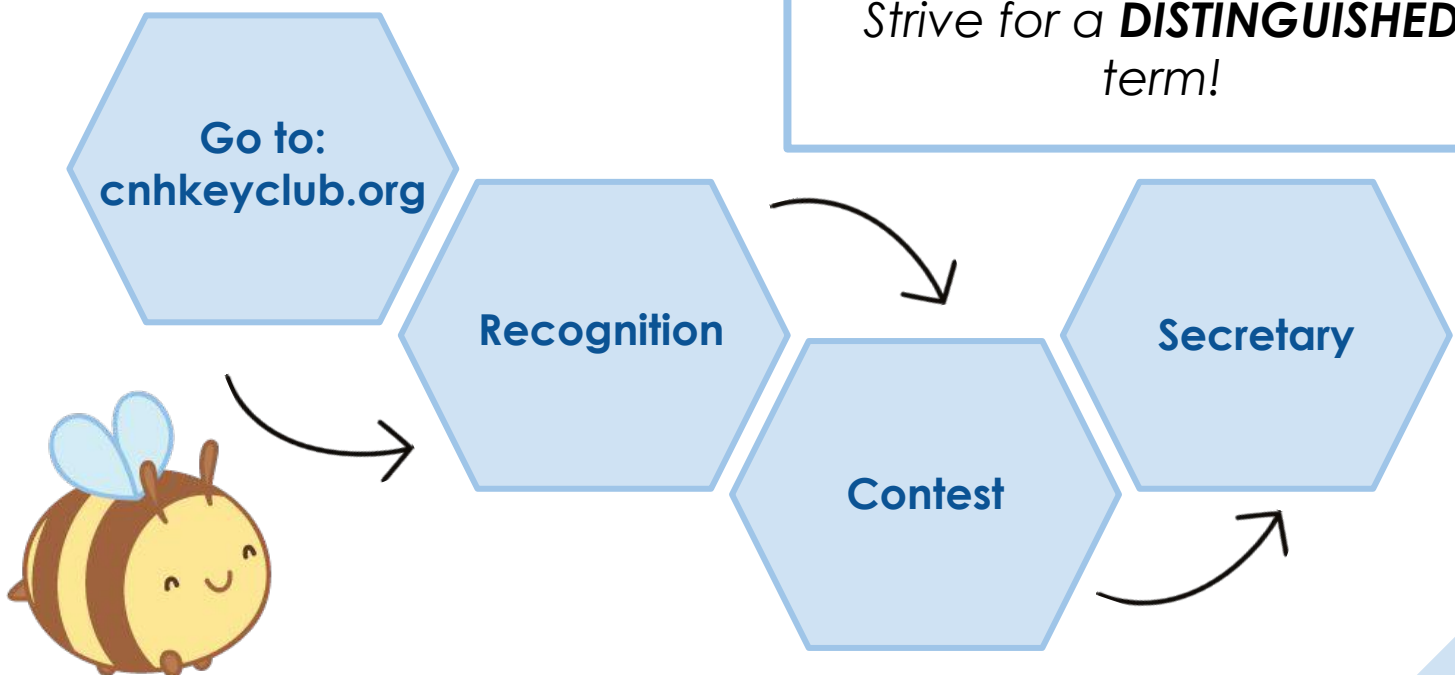 Strive for a DISTINGUISHED
term!
Go to:
cnhkeyclub.org
Recognition
Contest
Secretary